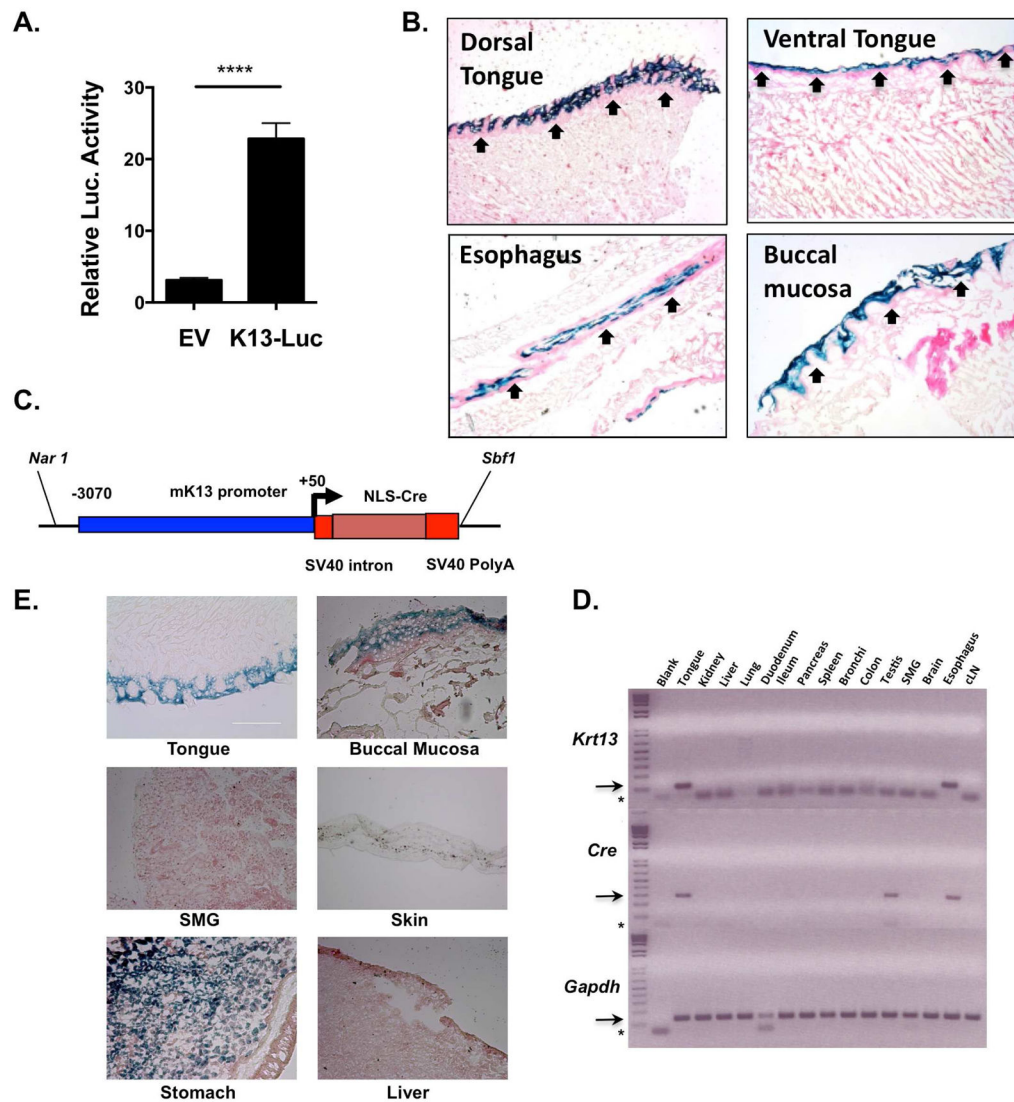 A.
****
30
20
10
0
Relative Luc. Activity
EV K13-Luc
B.
Dorsal
Tongue
Ventral Tongue
Esophagus
Buccal
mucosa
C.
Nar 1
-3070
mK13 promoter
+50
NLS-Cre
Sbf1
SV40 intron
SV40 PolyA
E.
Tongue
Buccal Mucosa
SMG
Skin
Stomach
Liver
D.
Blank
Tongue
Kidney
Liver
Lung
Duodenum
Ileum
Pancreas
Spleen
Bronchi
Colon
Testis
SMG
Brain
Esophagus
cLN
Krt13
*
Cre
*
Gapdh
*